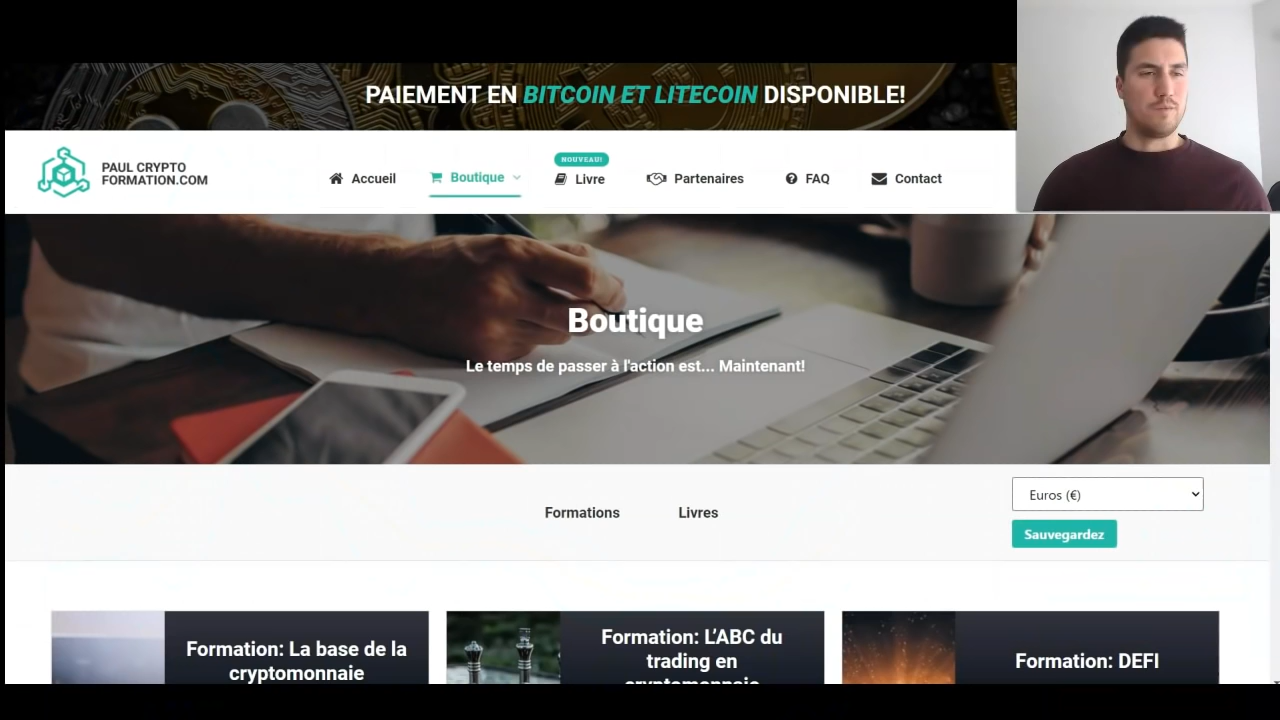 PAIEMENT EN BITCOIN ET LITECOIN DISPONIBLE!
PAUL CRYPTO
FORMATION.COM
Accueil
Boutique
NOUVEAU!
Livre
Partenaires
FAQ
Contact
Boutique
Le temps de passer à l'action est... Maintenant!
Formations
Livres
Euros (€)
Sauvegardez
Formation: La base de la
cryptomonnaie
Formation: L'ABC du
trading en
cryptomonnaie
Formation: DEFI